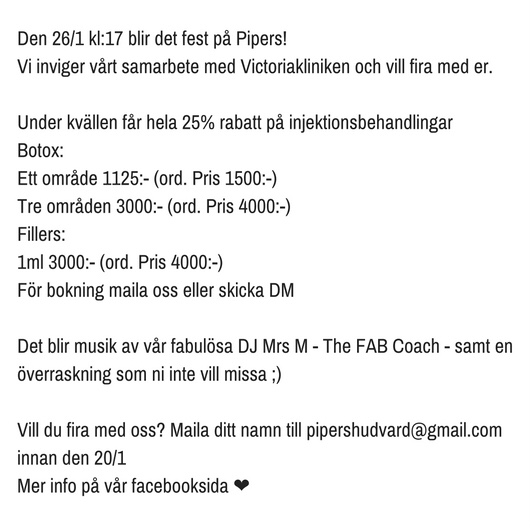 Den 26/1 kl:17 blir det fest på Pipers!
Vi inviger vårt samarbete med Victoriakliniken och vill fira med er.
Under kvällen får hela 25% rabatt på injektionsbehandlingar
Botox:
Ett område 1125:- (ord. Pris 1500:-)
Tre områden 3000:- (ord. Pris 4000:-)
Fillers:
1ml 3000:- (ord. Pris 4000:-)
För bokning maila oss eller skicka DM
Det blir musik av vår fabulösa DJ Mrs M - The FAB Coach - samt en
överraskning som ni inte vill missa ;)
Vill du fira med oss? Maila ditt namn till pipershudvard@gmail.com
innan den 20/1
Mer info på vår facebooksida ❤